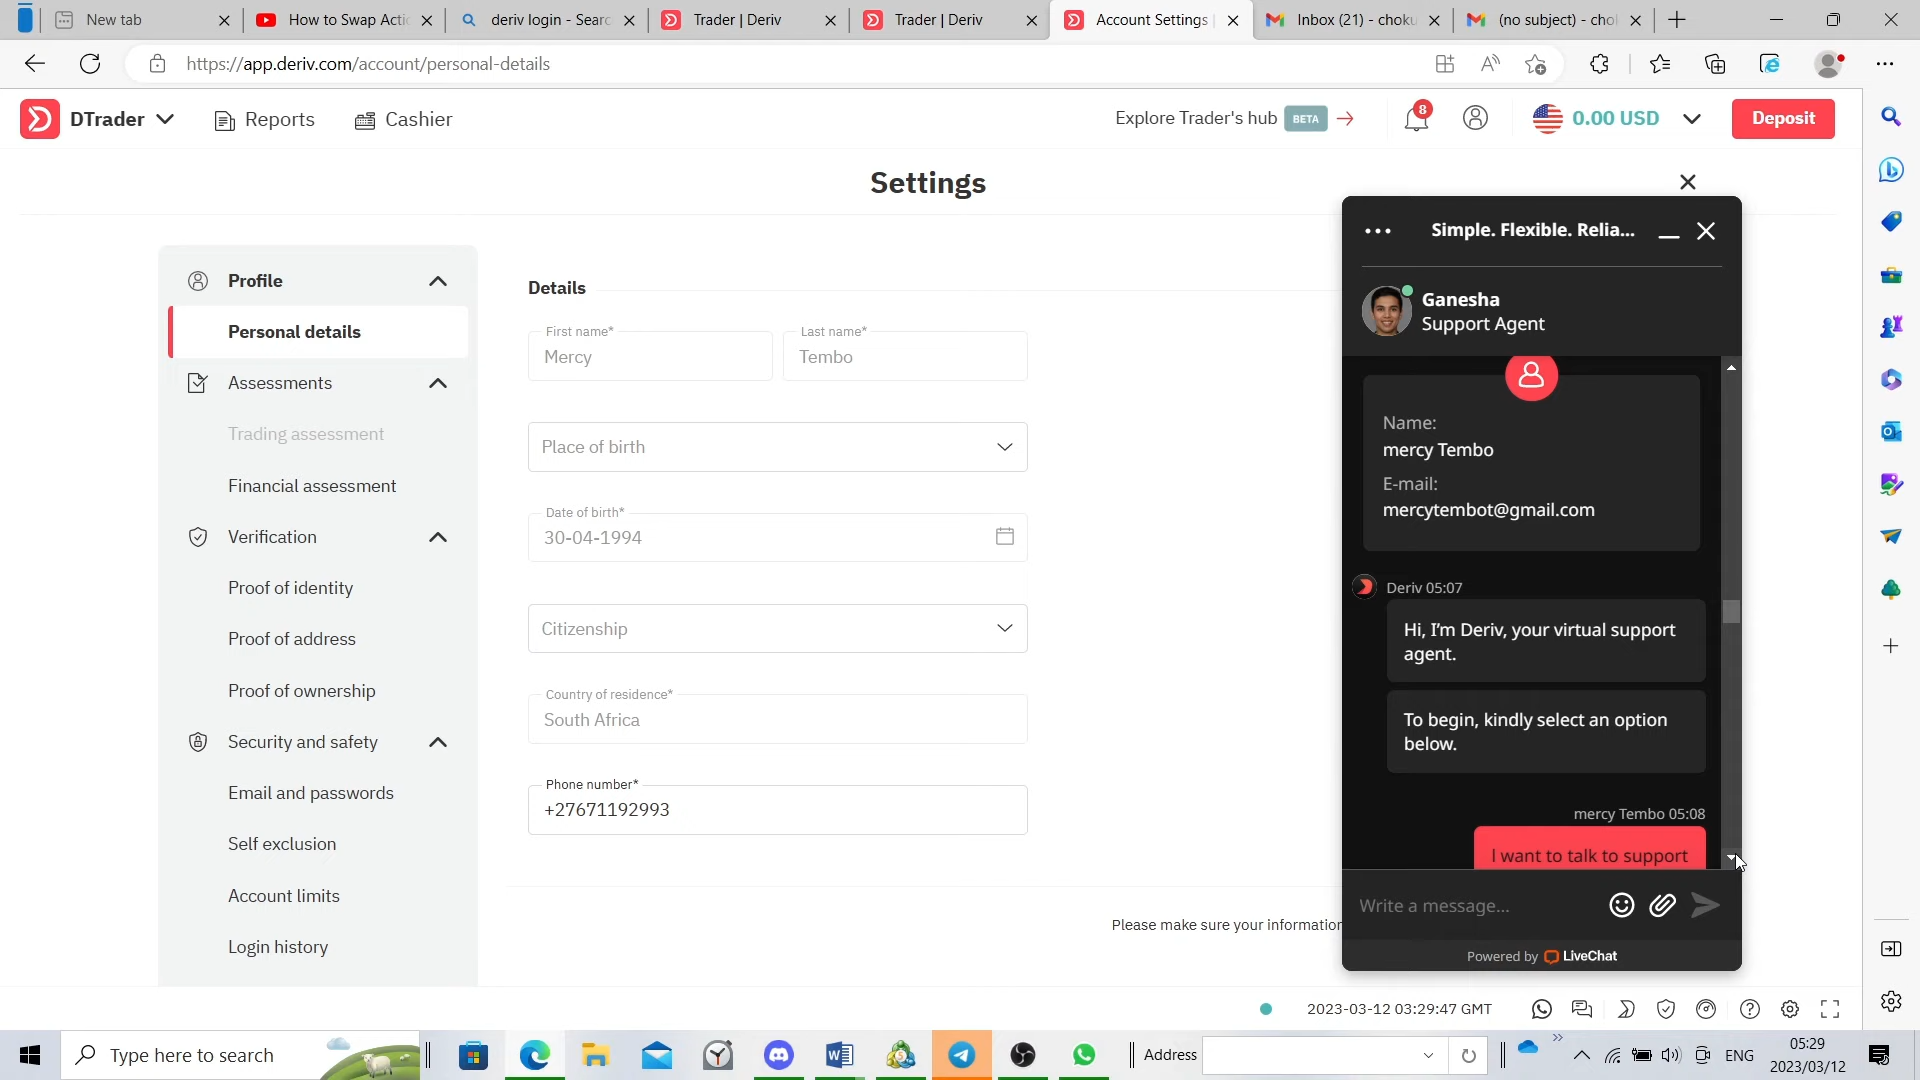 New tab
How to Swap Actic
deriv login - Searc
Trader | Deriv
Trader | Deriv
Account Settings |
Inbox (21) - choku
(no subject) - chol
https://app.deriv.com/account/personal-details
DTrader
Reports
Cashier
Explore Trader's hub BETA
8
0.00 USD
Deposit
Settings
Profile
Personal details
Assessments
Trading assessment
Financial assessment
Verification
Proof of identity
Proof of address
Proof of ownership
Security and safety
Email and passwords
Self exclusion
Account limits
Login history
Details
First name*
Mercy
Last name*
Tembo
Place of birth
Date of birth*
30-04-1994
Citizenship
Country of residence*
South Africa
Phone number*
+27671192993
Please make sure your information
Simple. Flexible. Relia...
Ganesha
Support Agent
Name:
mercy Tembo
E-mail:
mercytembot@gmail.com
Deriv 05:07
Hi, I'm Deriv, your virtual support
agent.
To begin, kindly select an option
below.
mercy Tembo 05:08
I want to talk to support
Write a message...
Powered by LiveChat
2023-03-12 03:29:47 GMT
Type here to search
Address
ENG
05:29
2023/03/12